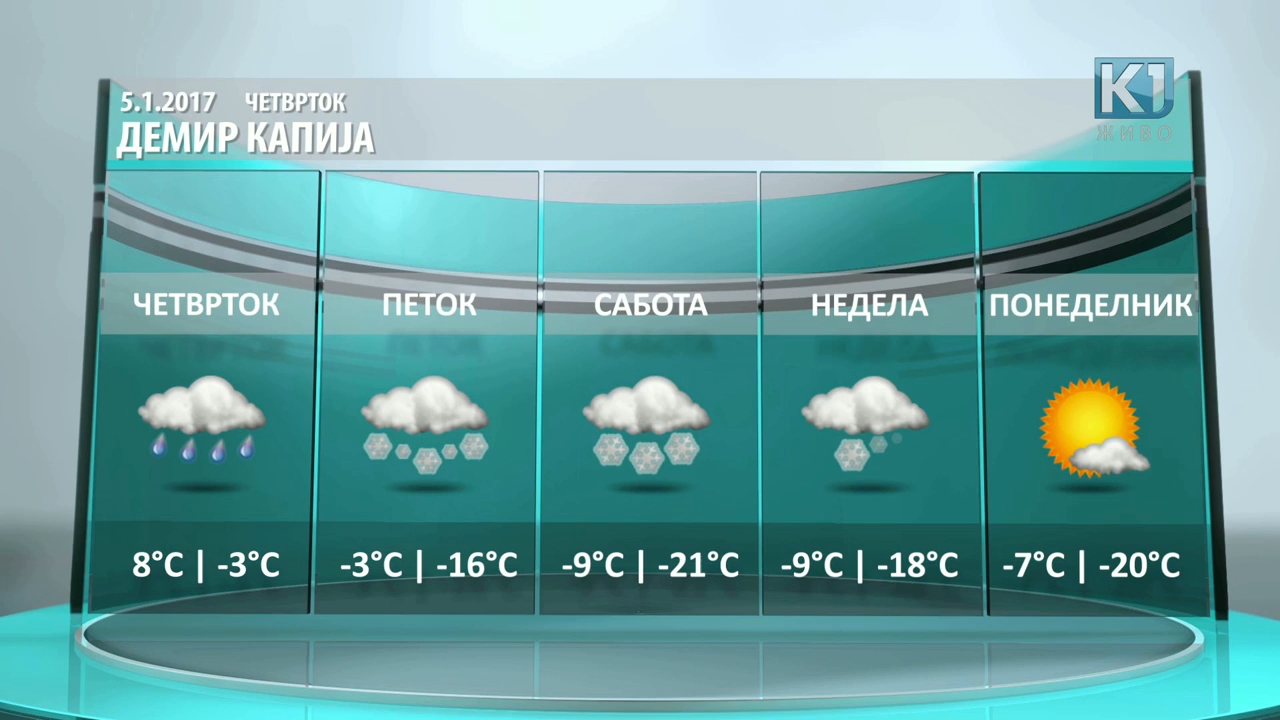 5.1.2017 ЧЕТВРТОК
ДЕМИР КАПИЈА
K1
ЖИВО
ЧЕТВРТОК ПЕТОК САБОТА НЕДЕЛА ПОНЕДЕЛНИК
8°C | -3°C -3°C | -16°C -9°C | -21°C -9°C | -18°C -7°C | -20°C